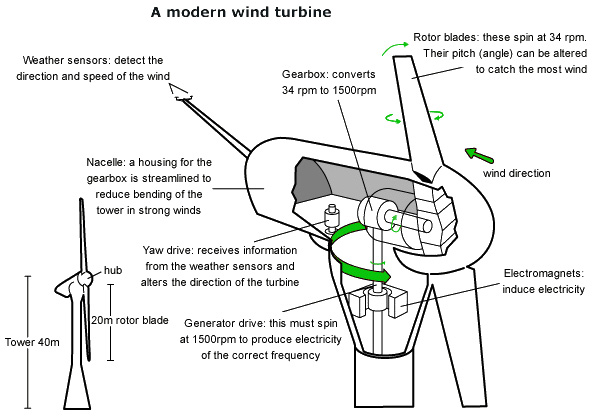 A modern wind turbine
Rotor blades: these spin at 34 rpm.
Their pitch (angle) can be altered
to catch the most wind
Weather sensors: detect the
direction and speed of the wind
Gearbox: converts
34 rpm to 1500rpm
wind direction
Nacelle: a housing for the
gearbox is streamlined to
reduce bending of the
tower in strong winds
Yaw drive: receives information
from the weather sensors and
alters the direction of the turbine
hub
Electromagnets:
induce electricity
20m rotor blade
Generator drive: this must spin
at 1500rpm to produce electricity
of the correct frequency
Tower 40m